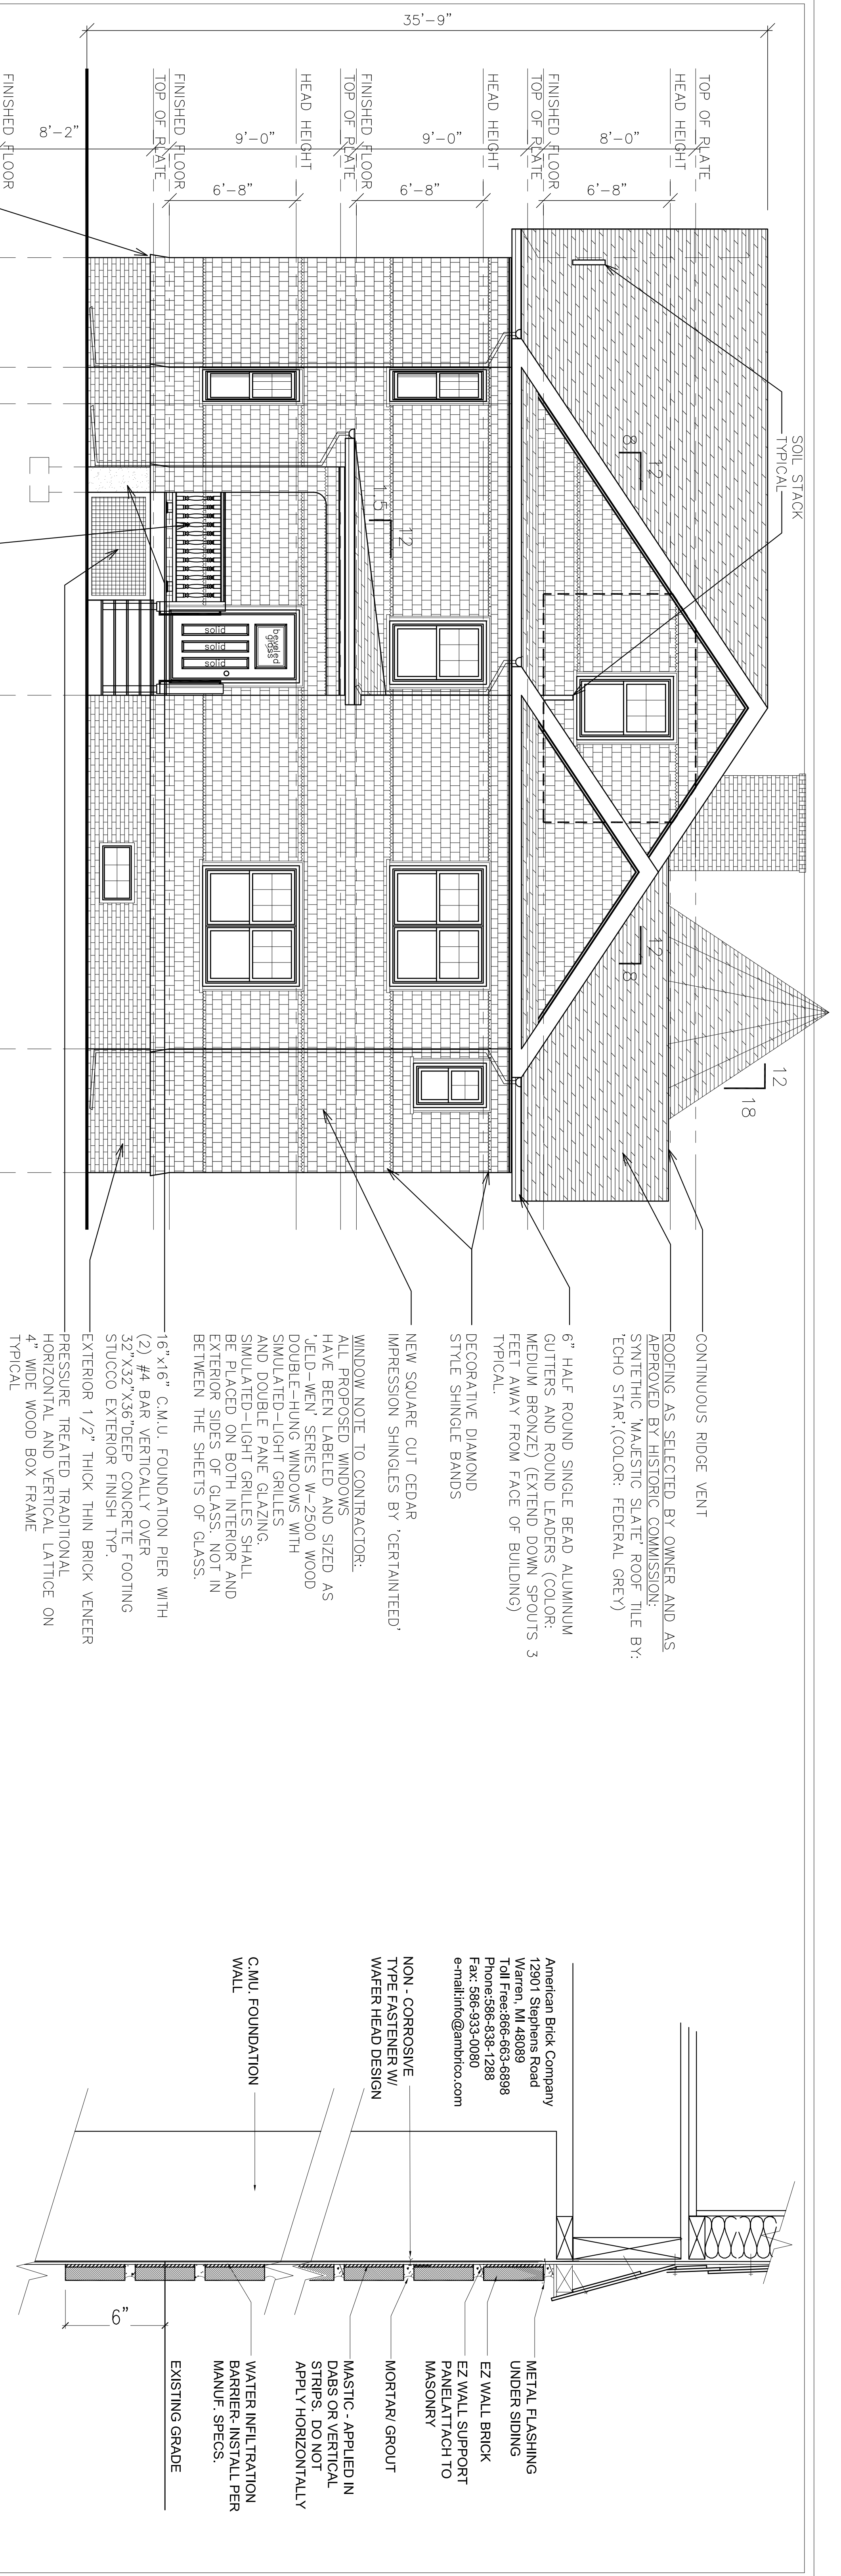 35'-9"
TOP OF PLATE
HEAD HEIGHT
8'-0"
6'-8"
FINISHED FLOOR
TOP OF PLATE
HEAD HEIGHT
9'-0"
6'-8"
FINISHED FLOOR
TOP OF PLATE
HEAD HEIGHT
9'-0"
6'-8"
FINISHED FLOOR
TOP OF PLATE
8'-2"
FINISHED FLOOR
SOIL STACK
TYPICAL
12
8
12
15
12
8
12
18
beveled
glass
solid
solid
solid
CONTINUOUS RIDGE VENT
ROOFING AS SELECTED BY OWNER AND AS
APPROVED BY HISTORIC COMMISSION:
SYNTETHIC 'MAJESTIC SLATE' ROOF TILE BY:
'ECHO STAR',(COLOR: FEDERAL GREY)
6" HALF ROUND SINGLE BEAD ALUMINUM
GUTTERS AND ROUND LEADERS (COLOR:
MEDIUM BRONZE) (EXTEND DOWN SPOUTS 3
FEET AWAY FROM FACE OF BUILDING)
TYPICAL.
DECORATIVE DIAMOND
STYLE SHINGLE BANDS
NEW SQUARE CUT CEDAR
IMPRESSION SHINGLES BY 'CERTAINTEED'
WINDOW NOTE TO CONTRACTOR:
ALL PROPOSED WINDOWS
HAVE BEEN LABELED AND SIZED AS
'JELD-WEN' SERIES W-2500 WOOD
DOUBLE-HUNG WINDOWS WITH
SIMULATED-LIGHT GRILLES
AND DOUBLE PANE GLAZING.
SIMULATED-LIGHT GRILLES SHALL
BE PLACED ON BOTH INTERIOR AND
EXTERIOR SIDES OF GLASS. NOT IN
BETWEEN THE SHEETS OF GLASS.
16"x16" C.M.U. FOUNDATION PIER WITH
(2) #4 BAR VERTICALLY OVER
32"X32"X36"DEEP CONCRETE FOOTING
STUCCO EXTERIOR FINISH TYP.
EXTERIOR 1/2" THICK THIN BRICK VENEER
PRESSURE TREATED TRADITIONAL
HORIZONTAL AND VERTICAL LATTICE ON
4" WIDE WOOD BOX FRAME
TYPICAL
American Brick Company
12901 Stephens Road
Warren, MI 48089
Toll Free:866-663-6898
Phone:586-838-1288
Fax: 586-933-0080
e-mail:info@ambrico.com
NON - CORROSIVE
TYPE FASTENER W/
WAFER HEAD DESIGN
C.MU. FOUNDATION
WALL
METAL FLASHING
UNDER SIDING
EZ WALL BRICK
EZ WALL SUPPORT
PANELATTACH TO
MASONRY
MORTAR/ GROUT
MASTIC - APPLIED IN
DABS OR VERTICAL
STRIPS. DO NOT
APPLY HORIZONTALLY
WATER INFILTRATION
BARRIER- INSTALL PER
MANUF. SPECS.
EXISTING GRADE
6"